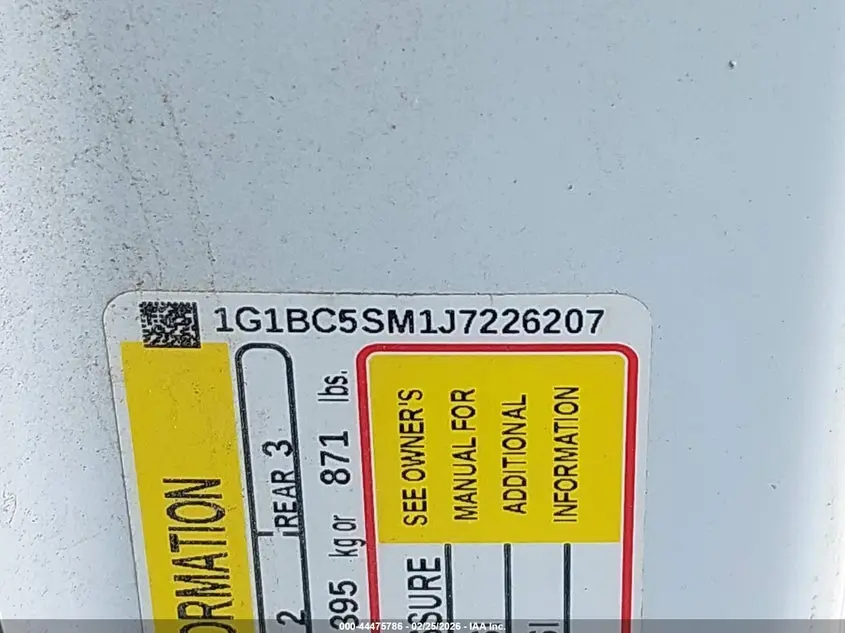 1G1BC5SM1J7226207
SEE OWNER'S
MANUAL FOR
ADDITIONAL
INFORMATION
REAR 3
2
395 kg or 871 lbs.
ORMATION
SURE
SI
000-44475786 - 02/25/2026 - IAA Inc.